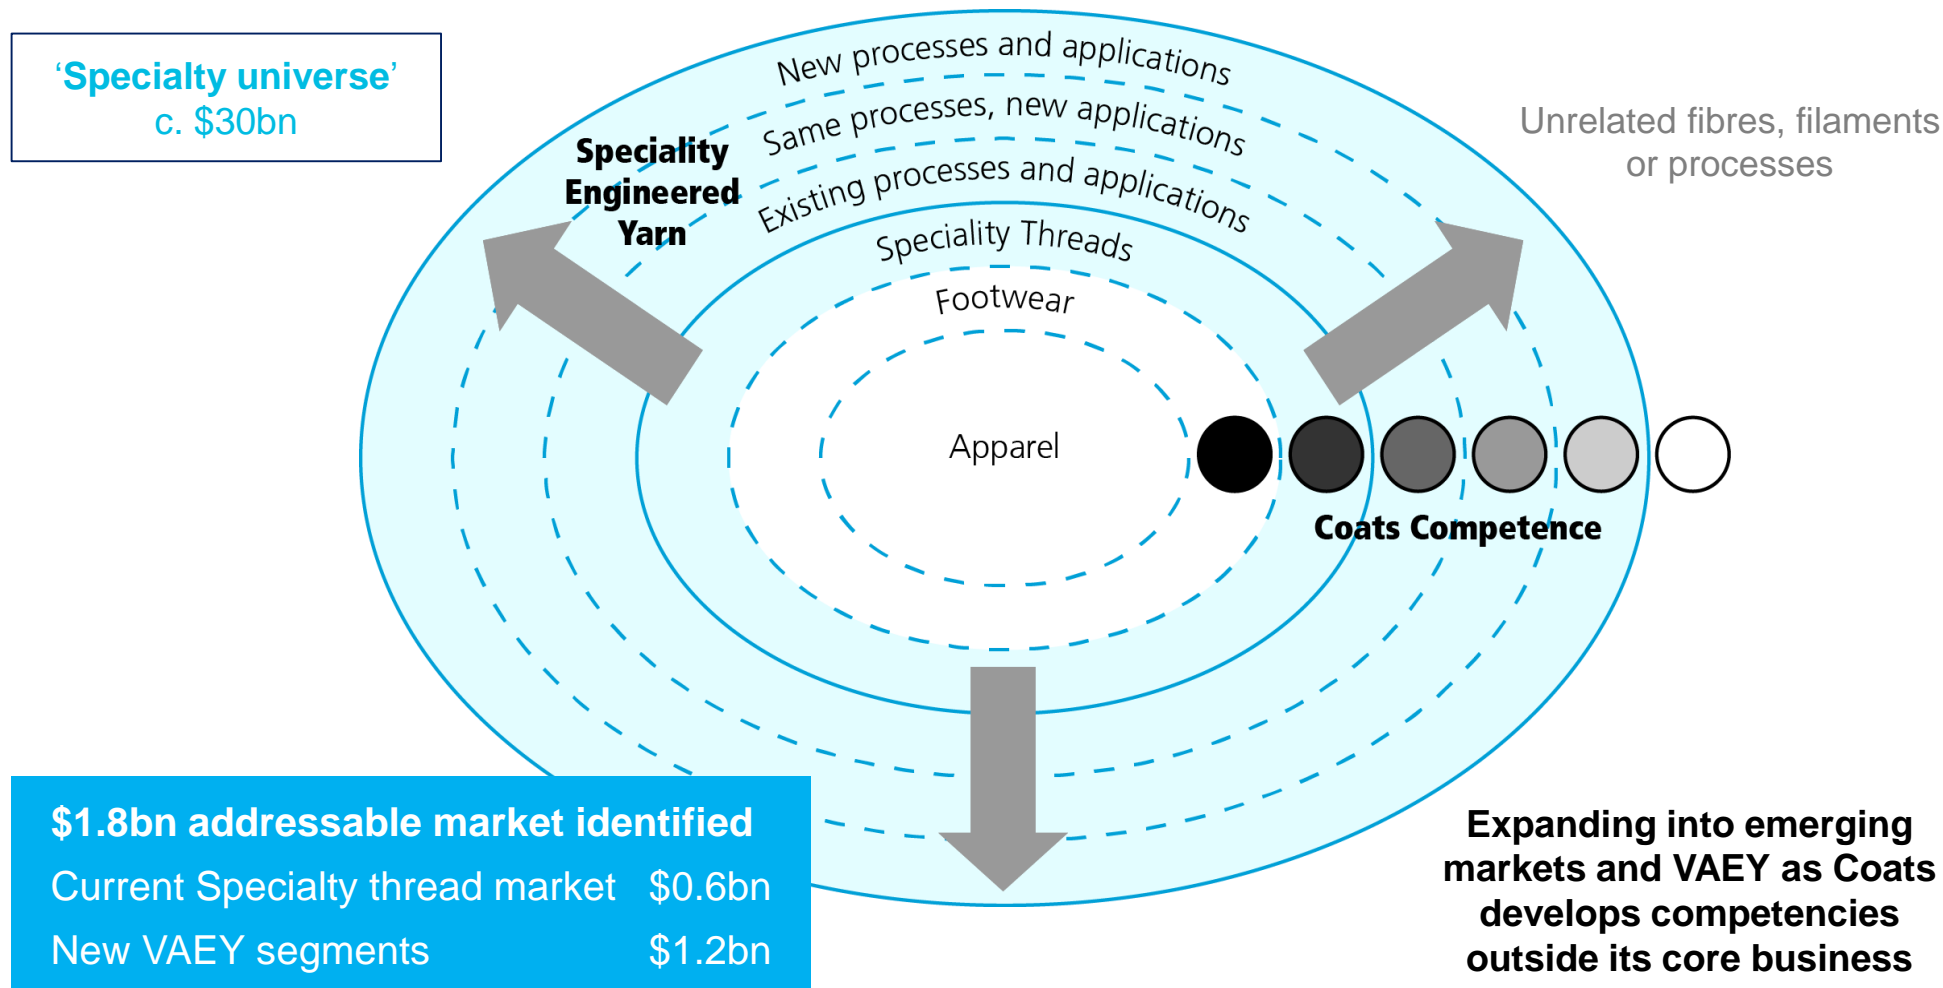 ‘Specialty universe’
c. $30bn
New processes and applications
Same processes, new applications
Existing processes and applications
Speciality Threads
Footwear
Apparel
Speciality
Engineered
Yarn
Unrelated fibres, filaments
or processes
Coats Competence
$1.8bn addressable market identified
Current Specialty thread market $0.6bn
New VAEY segments $1.2bn
Expanding into emerging
markets and VAEY as Coats
develops competencies
outside its core business